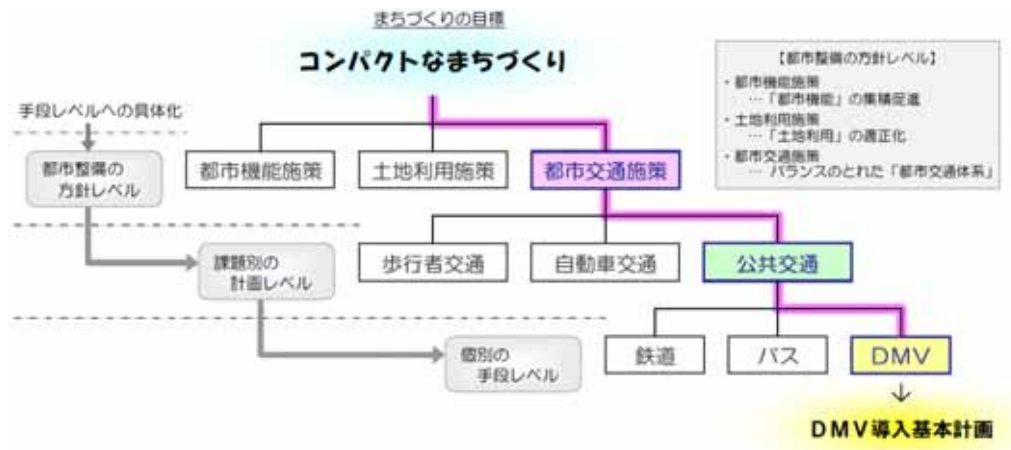 まちづくりの目標
コンパクトなまちづくり
【都市整備の方針レベル】
・都市機能施策
…「都市機能」の集積促進
・土地利用施策
…「土地利用」の適正化
・都市交通施策
… バランスのとれた「都市交通体系」
手段レベルへの具体化
都市整備の
方針レベル
都市機能施策
土地利用施策
都市交通施策
課題別の
計画レベル
歩行者交通
自動車交通
公共交通
個別の
手段レベル
鉄道
バス
DMV
DMV導入基本計画